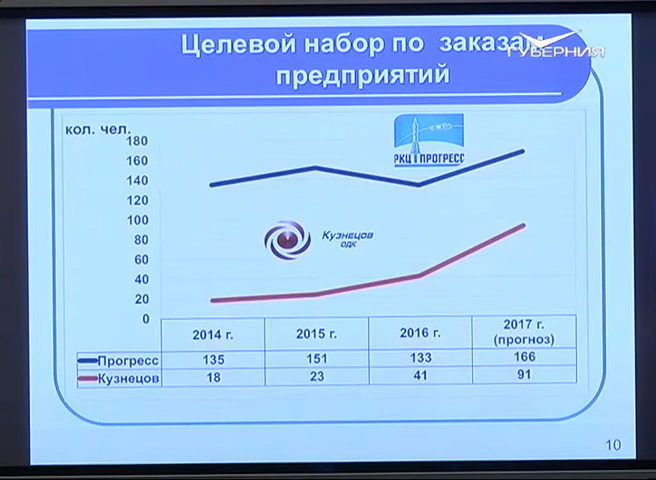 Целевой набор по заказам
ГУБЕРНИЯ
предприятий
кол. чел.
180
160
140
120
100
80
60
40
20
0
РКЦ ПРОГРЕСС
Кузнецов
ОДК
2014 г. 2015 г. 2016 г. 2017 г.
(прогноз)
Прогресс 135 151 133 166
Кузнецов 18 23 41 91
10